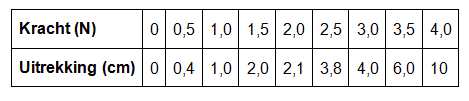 Kracht (N) 0 0,5 1,0 1,5 2,0 2,5 3,0 3,5 4,0
Uitrekking (cm) 0 0,4 1,0 2,0 2,1 3,8 4,0 6,0 10